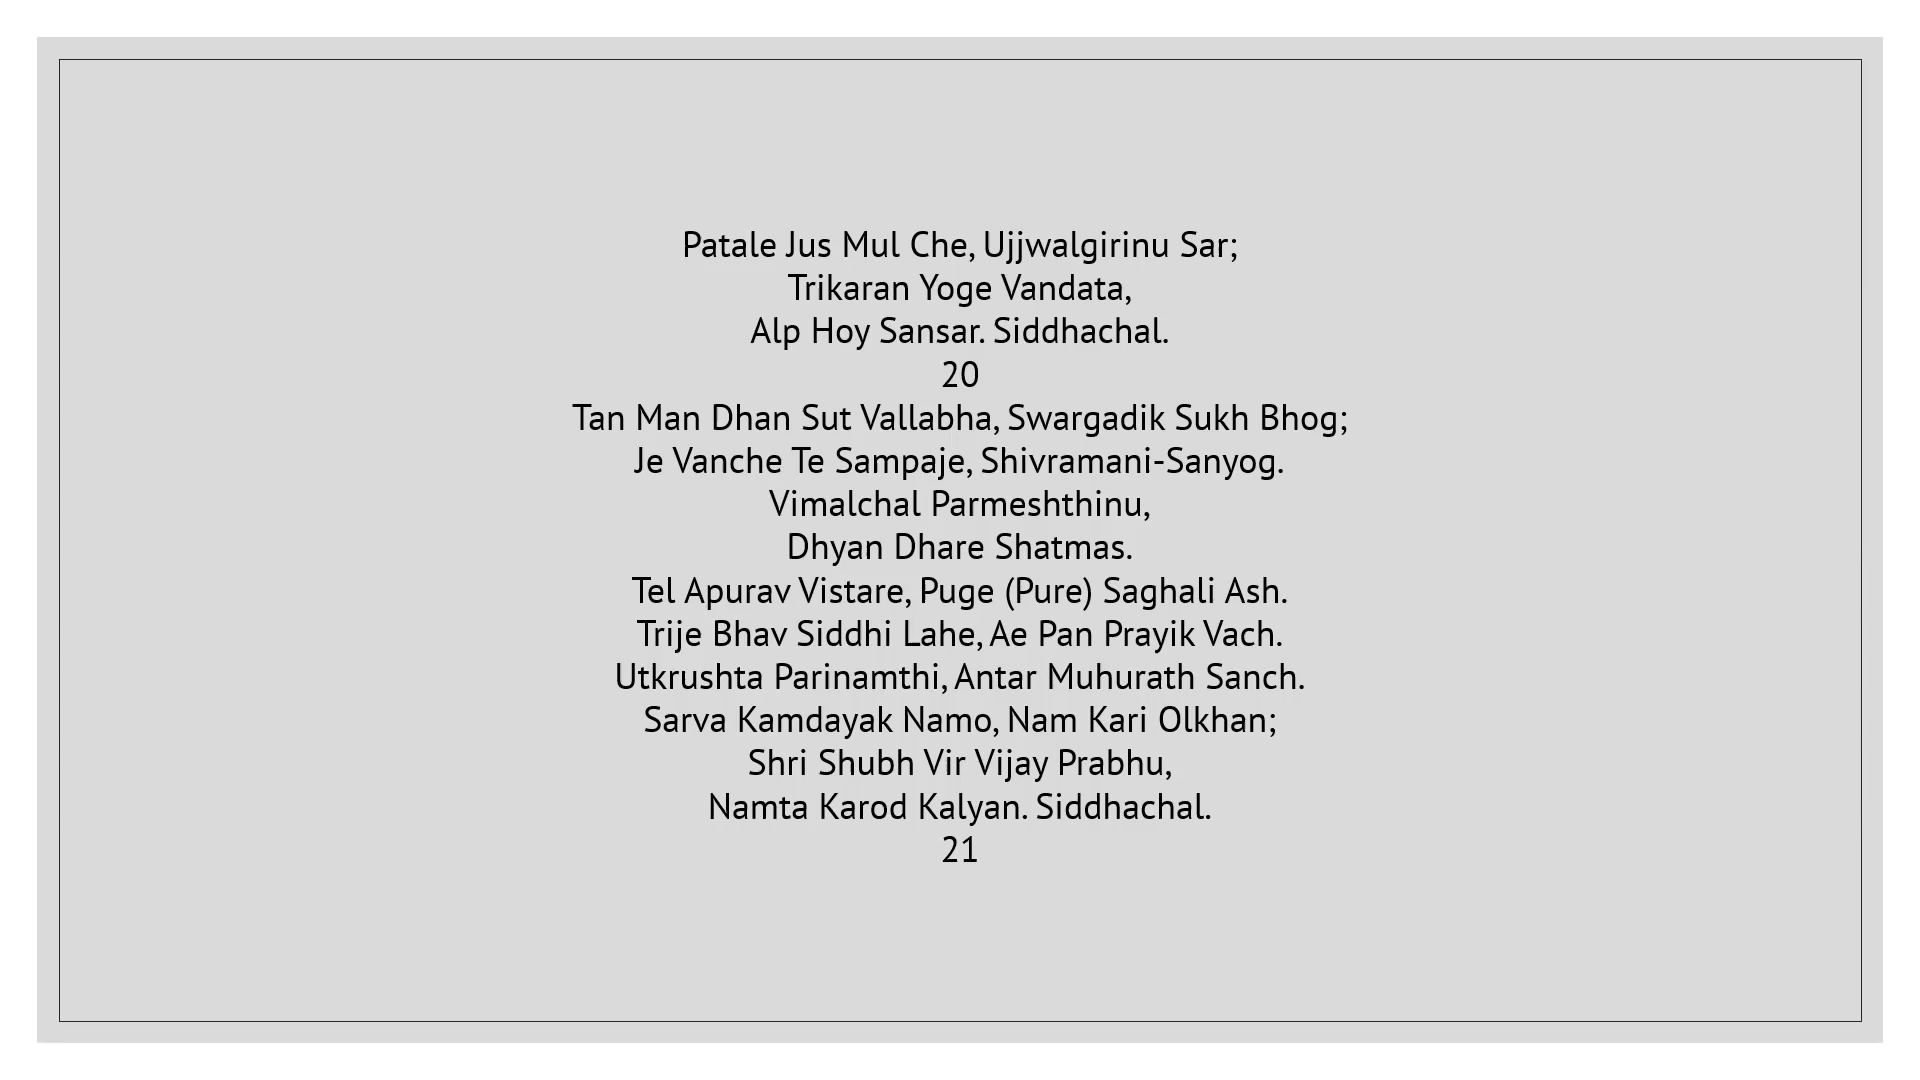 Patale Jus Mul Che, Ujjwalgirinu Sar;
Trikaran Yoge Vandata,
Alp Hoy Sansar. Siddhachal.
20
Tan Man Dhan Sut Vallabha, Swargadik Sukh Bhog;
Je Vanche Te Sampaje, Shivramani-Sanyog.
Vimalchal Parmeshthinu,
Dhyan Dhare Shatmas.
Tel Apurav Vistare, Puge (Pure) Saghali Ash.
Trije Bhav Siddhi Lahe, Ae Pan Prayik Vach.
Utkrushta Parinamthi, Antar Muhurath Sanch.
Sarva Kamdayak Namo, Nam Kari Olkhan;
Shri Shubh Vir Vijay Prabhu,
Namta Karod Kalyan. Siddhachal.
21